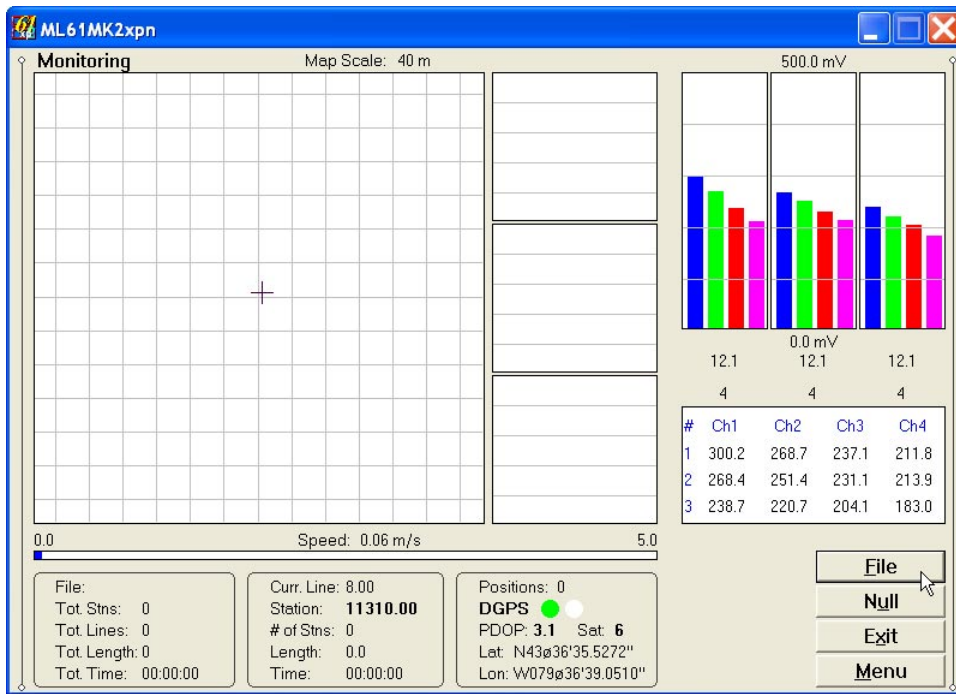 ML61MK2xpn
Monitoring
Map Scale: 40 m
500.0 mV
0.0 mV
12.1 12.1 12.1
4 4 4
# Ch1 Ch2 Ch3 Ch4
1 300.2 268.7 237.1 211.8
2 268.4 251.4 231.1 213.9
3 238.7 220.7 204.1 183.0
0.0 Speed: 0.06 m/s 5.0
File:
Tot. Stns: 0
Tot. Lines: 0
Tot. Length: 0
Tot. Time: 00:00:00
Curr. Line: 8.00
Station: 11310.00
# of Stns: 0
Length: 0.0
Time: 00:00:00
Positions: 0
DGPS
PDOP: 3.1 Sat: 6
Lat: N43ø36'35.5272"
Lon: W079ø36'39.0510"
File
Null
Exit
Menu